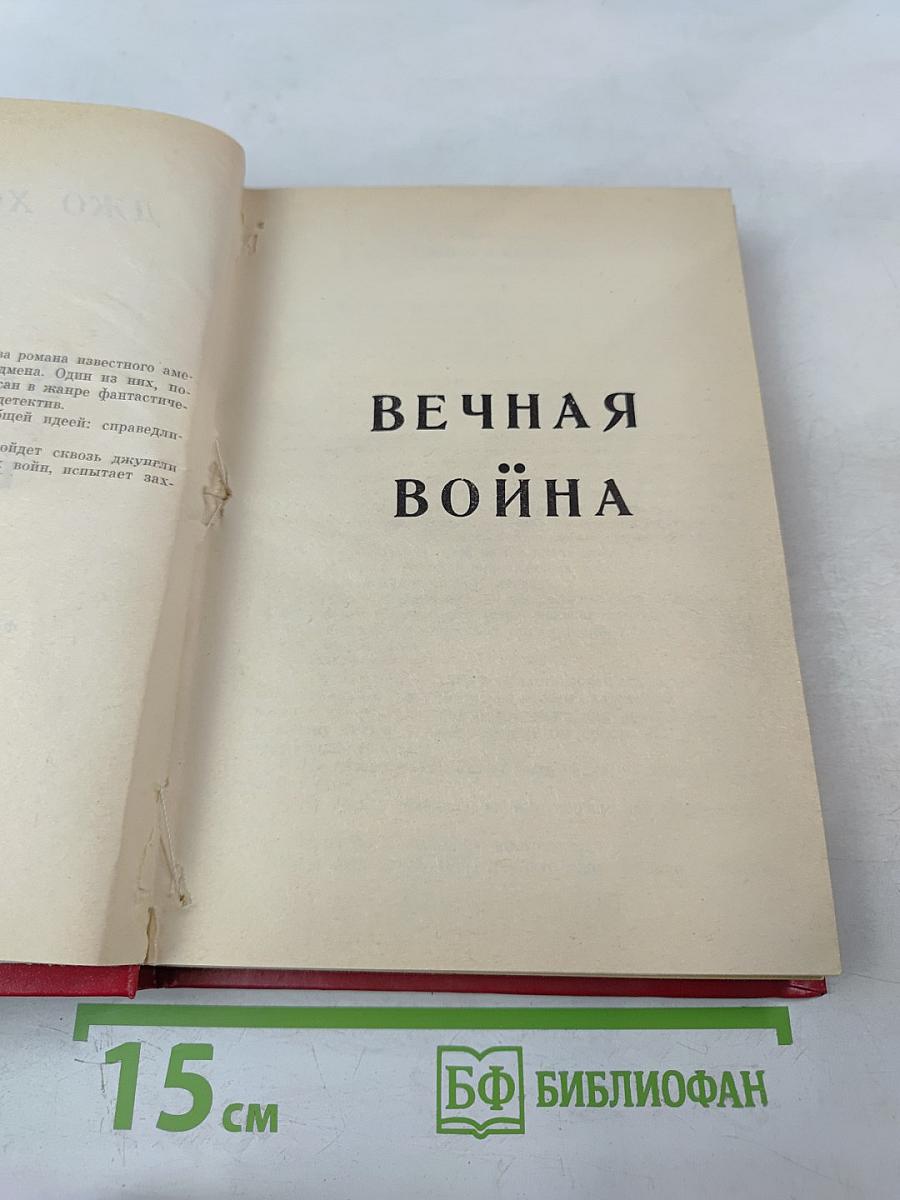 ДЖО Х
ва романа известного аме-
дмена. Один из них, по-
сан в жанре фантастиче-
детектив.
бщей идеей: справедли-
ойдет сквозь джунгли
х войн, испытает зах-
ВЕЧНАЯ
ВОЙНА
15 см
БФ БИБЛИОФАН